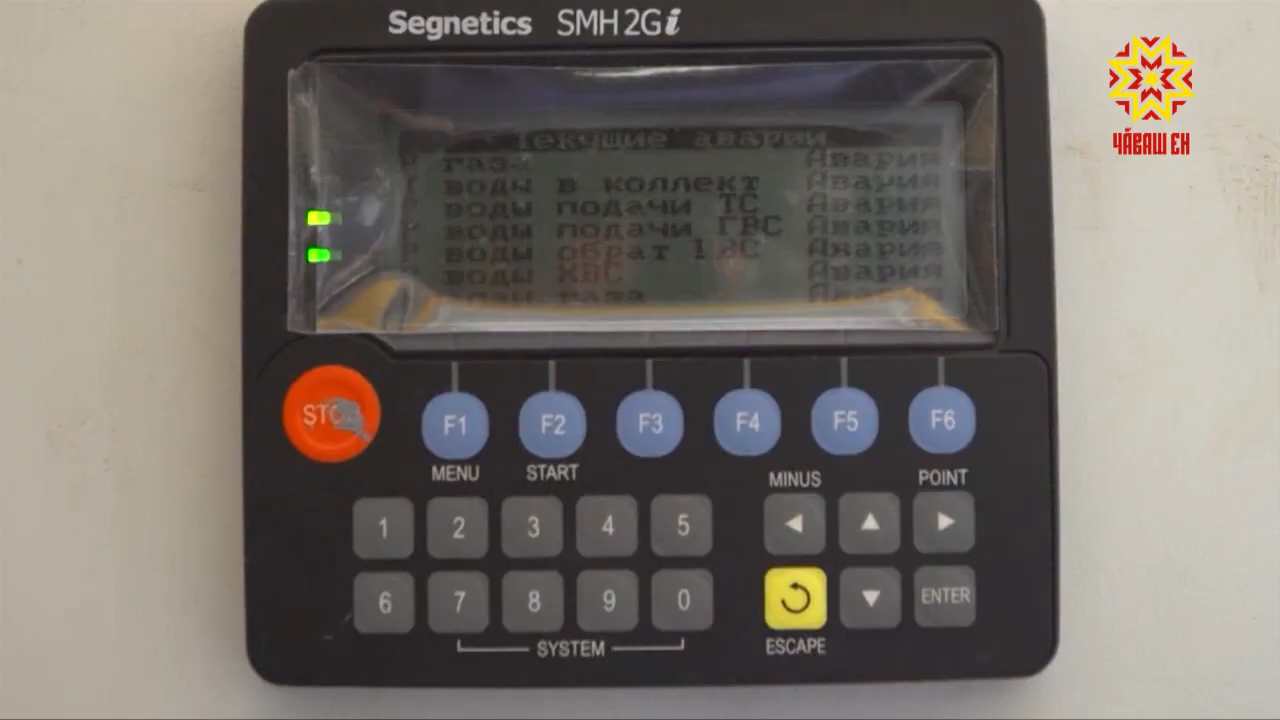 Segnetics SMH 2Gi
ЧӐВАШ ЕН
Текущие аварии
газа Авария
воды в коллект Авария
воды подачи ТС Авария
воды подачи ГВС Авария
воды обрат ГВС Авария
воды ХВС Авария
газа Авария
STOP
F1 F2 F3 F4 F5 F6
MENU START
MINUS POINT
1 2 3 4 5
6 7 8 9 0
ENTER
SYSTEM
ESCAPE